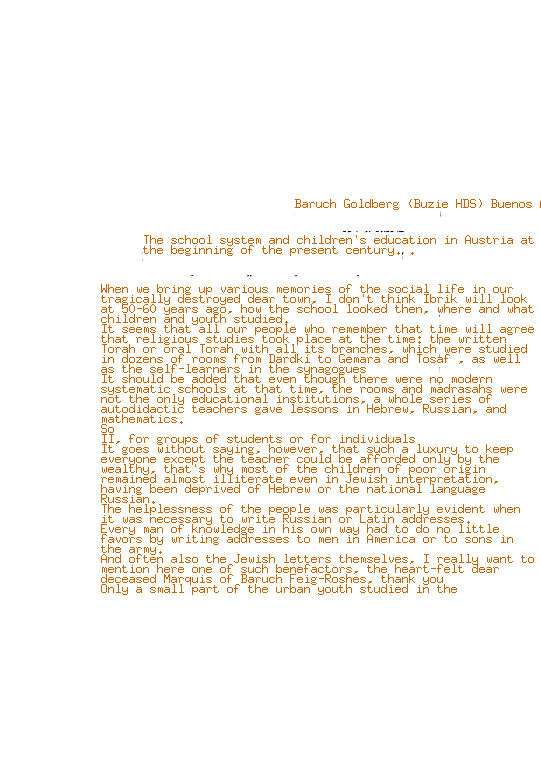 Baruch Goldberg (Buzie HDS) Buenos
The school system and children's education in Austria at
the beginning of the present century.. .
When we bring up various memories of the social life in our
tragically destroyed dear town, I don't think Ibrik will look
at 50-60 years ago, how the school looked then, where and what
children and youth studied.
It seems that all our people who remember that time will agree
that religious studies took place at the time; the written
Torah or oral Torah with all its branches, which were studied
in dozens of rooms from Dardki to Gemara and Tosaf , as well
as the self-learners in the synagogues
It should be added that even though there were no modern
systematic schools at that time, the rooms and madrasahs were
not the only educational institutions, a whole series of
autodidactic teachers gave lessons in Hebrew, Russian, and
mathematics.
So
II, for groups of students or for individuals
It goes without saying, however, that such a luxury to keep
everyone except the teacher could be afforded only by the
wealthy, that's why most of the children of poor origin
remained almost illiterate even in Jewish interpretation,
having been deprived of Hebrew or the national language
Russian.
The helplessness of the people was particularly evident when
it was necessary to write Russian or Latin addresses.
Every man of knowledge in his own way had to do no little
favors by writing addresses to men in America or to sons in
the army.
And often also the Jewish letters themselves, I really want to
mention here one of such benefactors, the heart-felt dear
deceased Marquis of Baruch Feig-Roshes, thank you
Only a small part of the urban youth studied in the